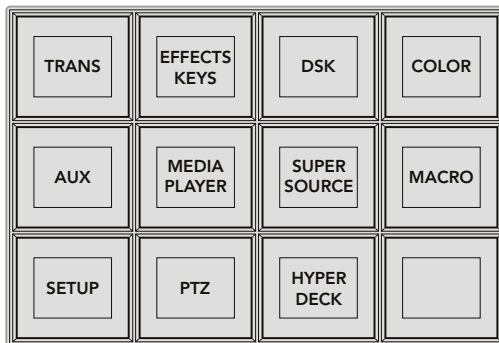 TRANS
EFFECTS
KEYS
DSK
COLOR
AUX
MEDIA
PLAYER
SUPER
SOURCE
MACRO
SETUP
PTZ
HYPER
DECK